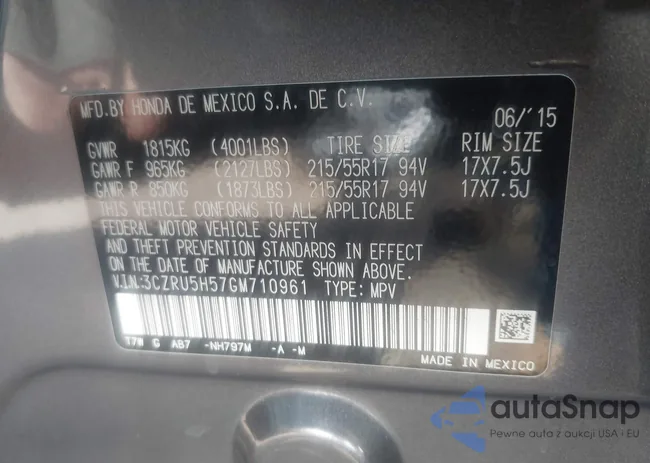 MFD.BY HONDA DE MEXICO S.A. DE C.V. 06/'15
GVWR 1815KG (4001LBS) TIRE SIZE RIM SIZE
GAWR F 965KG (2127LBS) 215/55R17 94V 17X7.5J
GAWR R 850KG (1873LBS) 215/55R17 94V 17X7.5J
THIS VEHICLE CONFORMS TO ALL APPLICABLE
FEDERAL MOTOR VEHICLE SAFETY
AND THEFT PREVENTION STANDARDS IN EFFECT
ON THE DATE OF MANUFACTURE SHOWN ABOVE.
V.I.N.:3CZRU5H57GM710961 TYPE: MPV
T7W G AB7 -NH797M -A -M
MADE IN MEXICO
autaSnap
Pewne auta z aukcji USA i EU